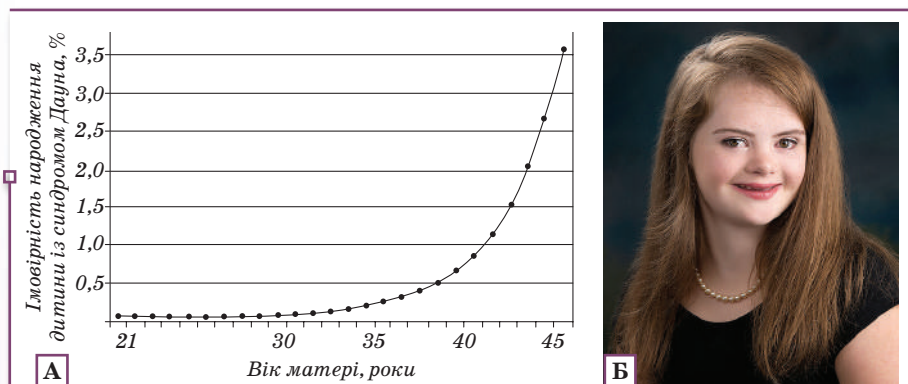 Імовірність народження
дитини із синдромом Дауна, %
3,5
3,0
2,5
2,0
1,5
1,0
0,5
21 30 35 40 45
Вік матері, роки
А
Б